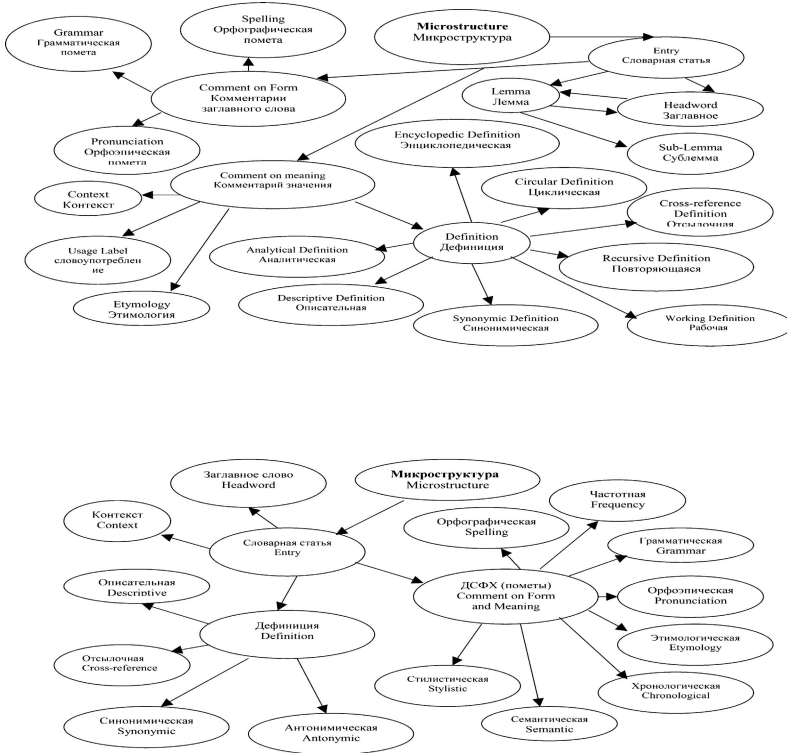 Grammar
Грамматическая
помета
Spelling
Орфографическая
помета
Microstructure
Микроструктура
Entry
Словарная статья
Comment on Form
Комментарии
заглавного слова
Lemma
Лемма
Headword
Заглавное
Pronunciation
Орфоэпическая
помета
Encyclopedic Definition
Энциклопедическая
Sub-Lemma
Сублемма
Comment on meaning
Комментарий значения
Context
Контекст
Circular Definition
Циклическая
Cross-reference
Definition
Отсылочная
Usage Label
словоупотреблен
ие
Analytical Definition
Аналитическая
Definition
Дефиниция
Recursive Definition
Повторяющаяся
Etymology
Этимология
Descriptive Definition
Описательная
Synonymic Definition
Синонимическая
Working Definition
Рабочая
Заглавное слово
Headword
Микроструктура
Microstructure
Частотная
Frequency
Контекст
Context
Словарная статья
Entry
Орфографическая
Spelling
Грамматическая
Grammar
Описательная
Descriptive
ДСФХ (пометы)
Comment on Form
and Meaning
Орфоэпическая
Pronunciation
Дефиниция
Definition
Этимологическая
Etymology
Отсылочная
Cross-reference
Стилистическая
Stylistic
Хронологическая
Chronological
Синонимическая
Synonymic
Антонимическая
Antonymic
Семантическая
Semantic